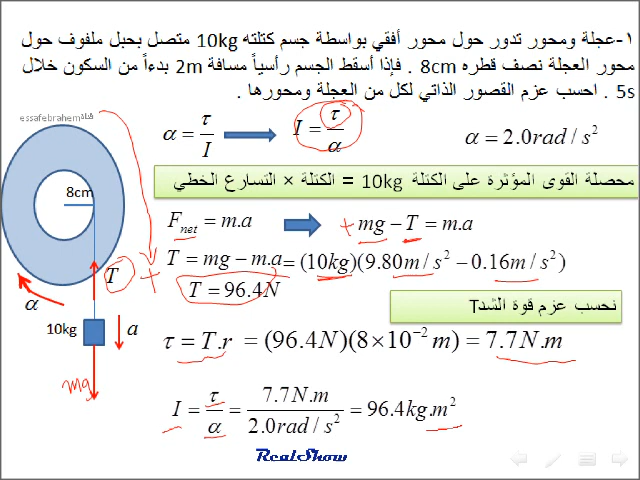 ١-عجلة ومحور تدور حول محور أفقي بواسطة جسم كتلته 10kg متصل بحبل ملفوف حول
محور العجلة نصف قطره 8cm . فإذا أسقط الجسم رأسياً مسافة 2m بدءاً من السكون خلال
5s . احسب عزم القصور الذاتي لكل من العجلة ومحورها .
essafebrahem
α = τ/I
I = τ/α
α = 2.0rad / s²
8cm
محصلة القوى المؤثرة على الكتلة 10kg = الكتلة × التسارع الخطي
F_net = m.a
+ mg − T = m.a
T = mg − m.a = (10kg)(9.80m/s² − 0.16m/s²)
T +
T = 96.4N
α
نحسب عزم قوة الشدT
10kg
a
τ = T.r = (96.4N)(8×10⁻²m) = 7.7N.m
mg
I = τ/α = 7.7N.m / 2.0rad/s² = 96.4kg.m²
RealShow